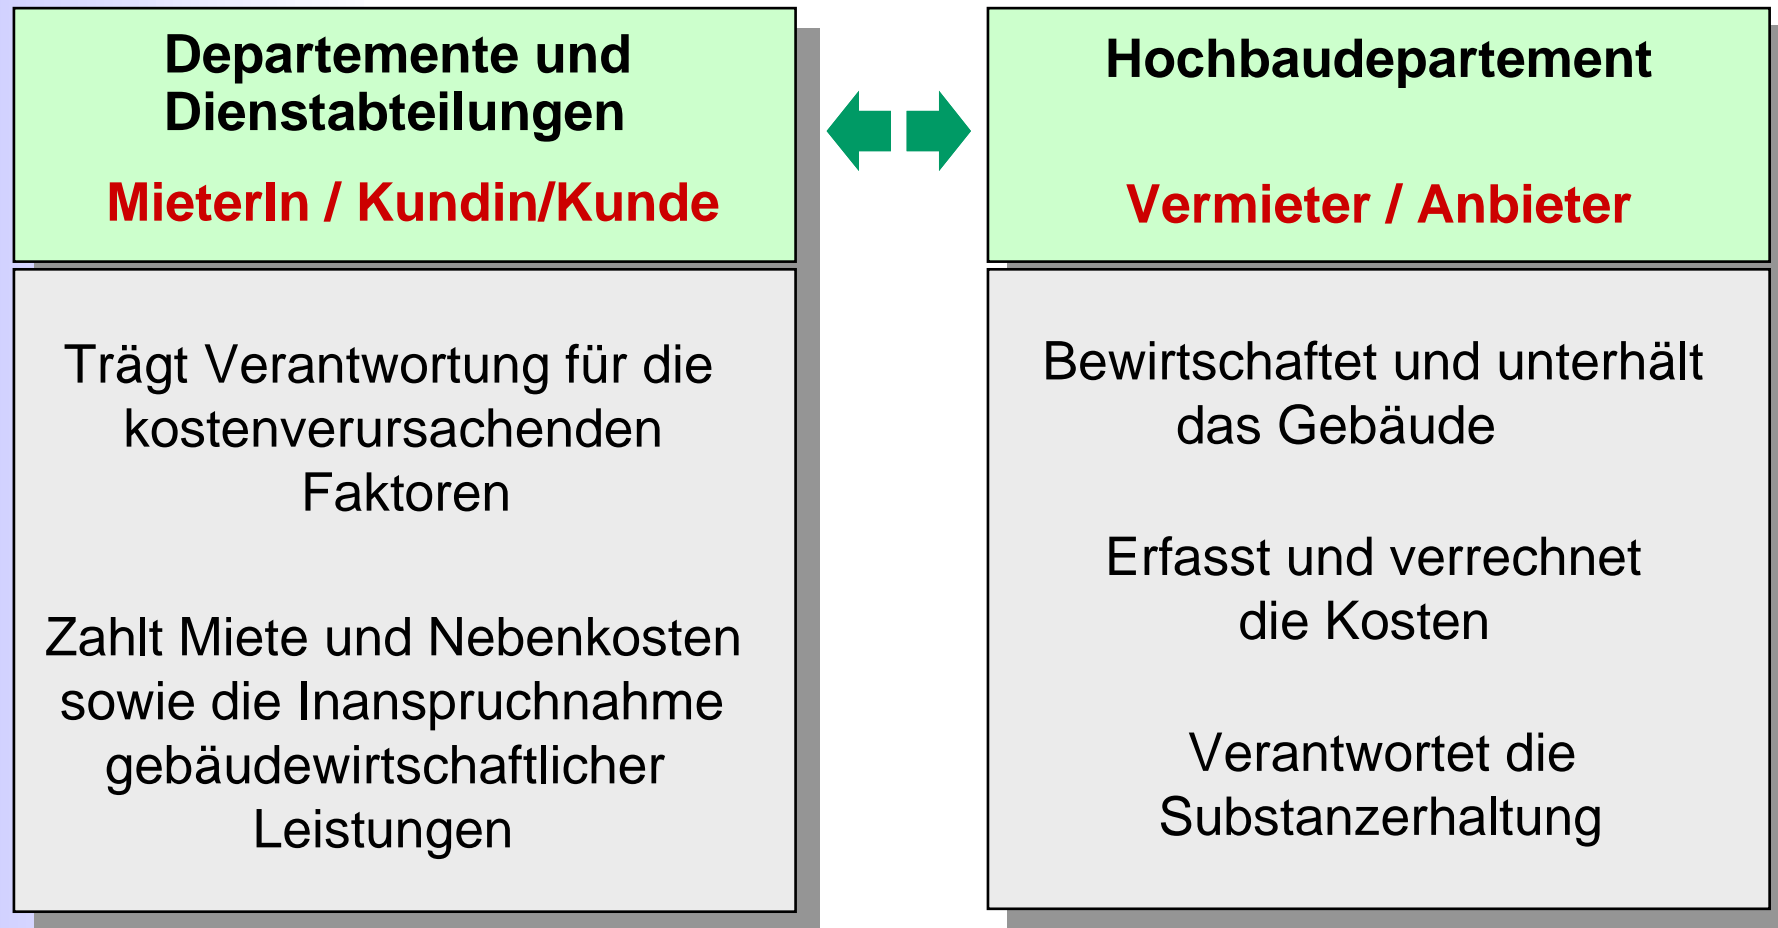 Departemente und
Dienstabteilungen
MieterIn / Kundin/Kunde
Trägt Verantwortung für die
kostenverursachenden
Faktoren
Zahlt Miete und Nebenkosten
sowie die Inanspruchnahme
gebäudewirtschaftlicher
Leistungen
Hochbaudepartement
Vermieter / Anbieter
Bewirtschaftet und unterhält
das Gebäude
Erfasst und verrechnet
die Kosten
Verantwortet die
Substanzerhaltung